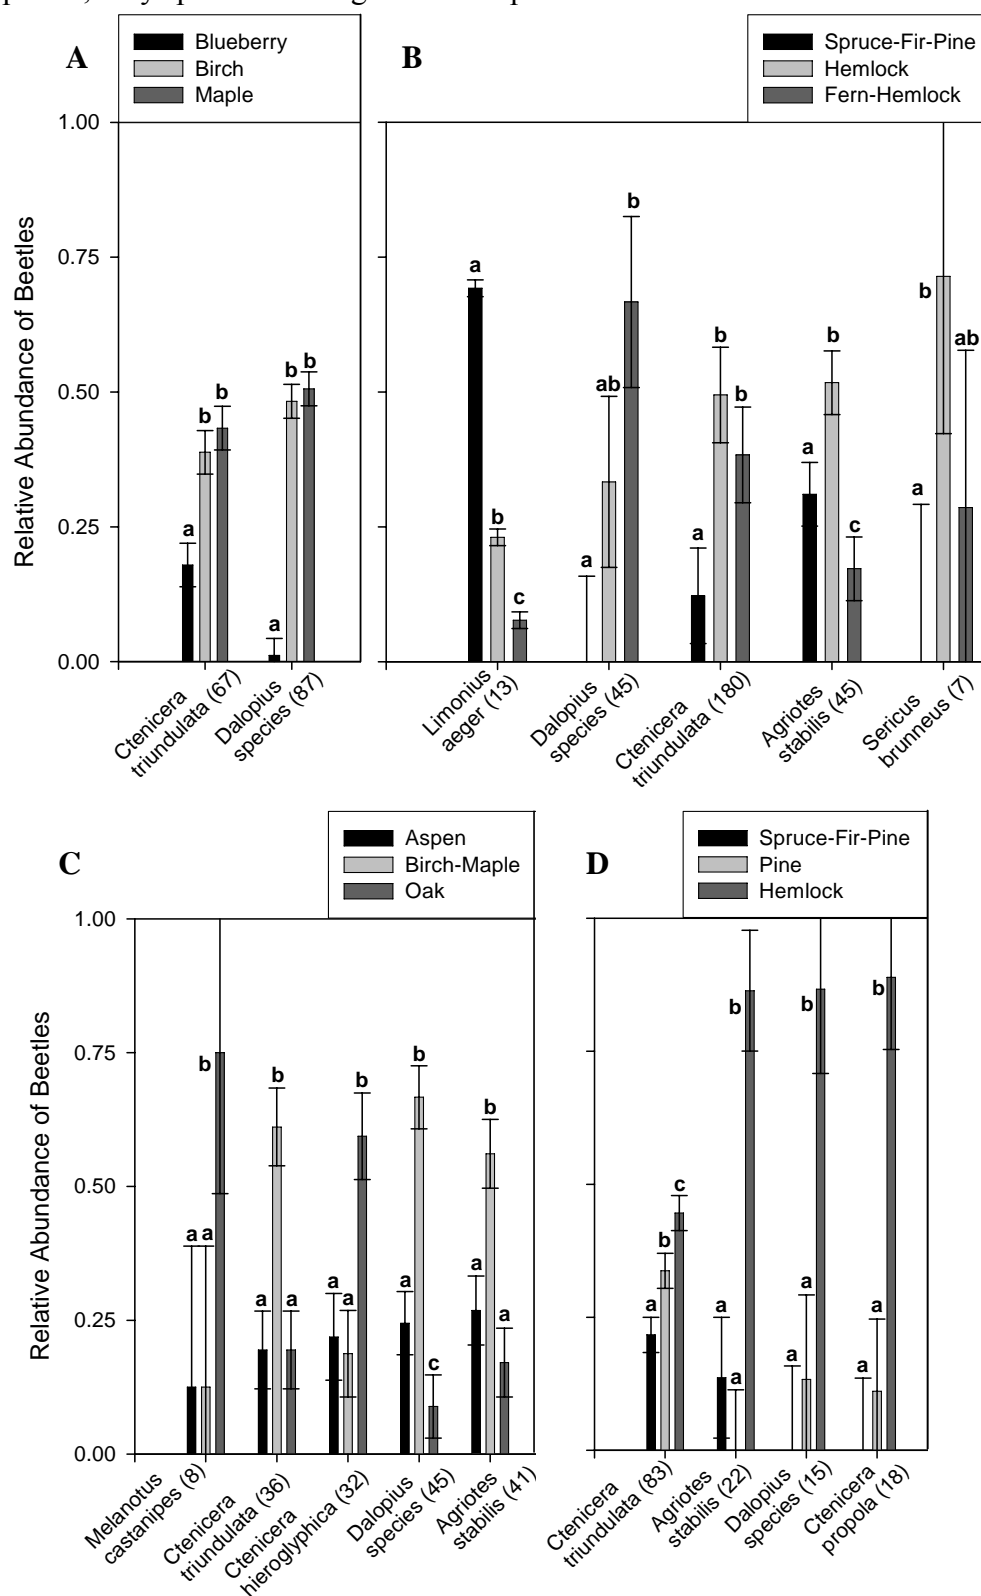 A
Blueberry
Birch
Maple
B
Spruce-Fir-Pine
Hemlock
Fern-Hemlock
Relative Abundance of Beetles
1.00
0.75
0.50
0.25
0.00
a
b
b
a
b
b
a
b
c
a
ab
b
a
b
b
a
b
c
a
b
ab
Ctenicera
triundulata (67)
Dalopius
species (87)
Limonius
aeger (13)
Dalopius
species (45)
Ctenicera
triundulata (180)
Agriotes
stabilis (45)
Sericus
brunneus (7)
C
Aspen
Birch-Maple
Oak
D
Spruce-Fir-Pine
Pine
Hemlock
Relative Abundance of Beetles
1.00
0.75
0.50
0.25
0.00
a
a
b
a
b
a
a
a
b
a
b
c
a
b
a
a
b
c
a
a
b
a
a
b
a
a
b
Melanotus
castanipes (8)
Ctenicera
triundulata (36)
Ctenicera
hieroglyphica (32)
Dalopius
species (45)
Agriotes
stabilis (41)
Ctenicera
triundulata (83)
Agriotes
stabilis (22)
Dalopius
species (15)
Ctenicera
propola (18)